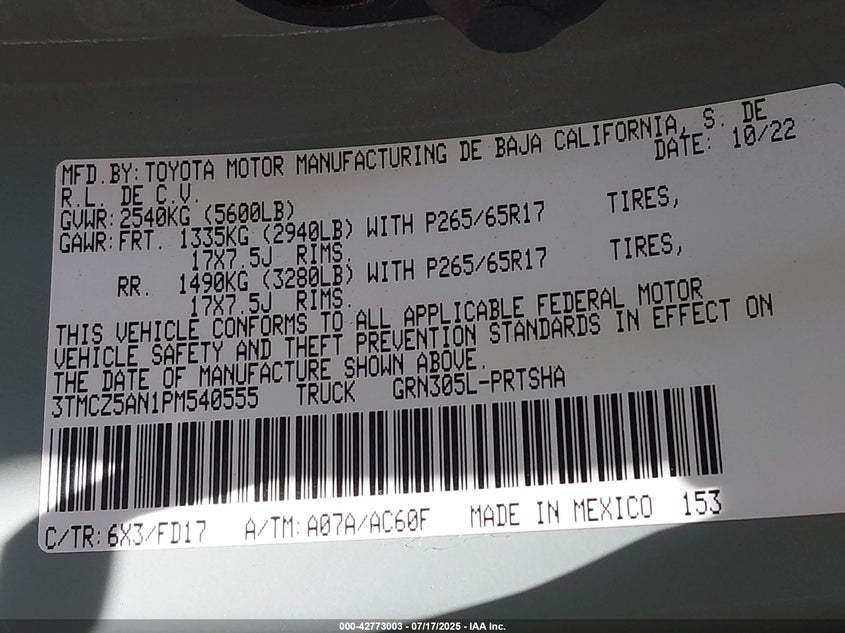 MFD.BY: TOYOTA MOTOR MANUFACTURING DE BAJA CALIFORNIA, S. DE
R.L. DE C.V. DATE: 10/22
GVWR: 2540KG (5600LB)
GAWR: FRT. 1335KG (2940LB) WITH P265/65R17 TIRES,
17X7.5J RIMS.
RR. 1490KG (3280LB) WITH P265/65R17 TIRES,
17X7.5J RIMS.
THIS VEHICLE CONFORMS TO ALL APPLICABLE FEDERAL MOTOR
VEHICLE SAFETY AND THEFT PREVENTION STANDARDS IN EFFECT ON
THE DATE OF MANUFACTURE SHOWN ABOVE.
3TMCZ5AN1PM540555 TRUCK GRN305L-PRTSHA
C/TR: 6X3/FD17 A/TM: A07A/AC60F MADE IN MEXICO 153
000-42773003 - 07/17/2025 - IAA Inc.